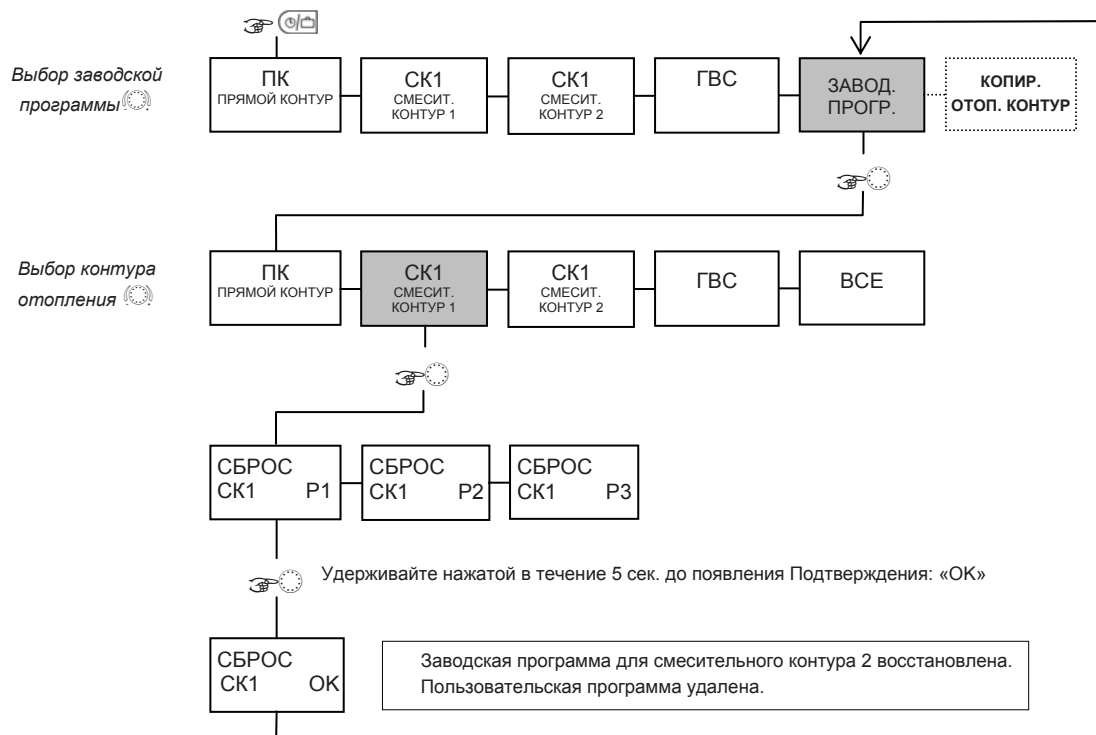 Выбор заводской
программы
ПК
ПРЯМОЙ КОНТУР
СК1
СМЕСИТ.
КОНТУР 1
СК1
СМЕСИТ.
КОНТУР 2
ГВС
ЗАВОД.
ПРОГР.
КОПИР.
ОТОП. КОНТУР
Выбор контура
отопления
ПК
ПРЯМОЙ КОНТУР
СК1
СМЕСИТ.
КОНТУР 1
СК1
СМЕСИТ.
КОНТУР 2
ГВС
ВСЕ
СБРОС
СК1 P1
СБРОС
СК1 P2
СБРОС
СК1 P3
Удерживайте нажатой в течение 5 сек. до появления Подтверждения: «ОК»
СБРОС
СК1 ОК
Заводская программа для смесительного контура 2 восстановлена.
Пользовательская программа удалена.